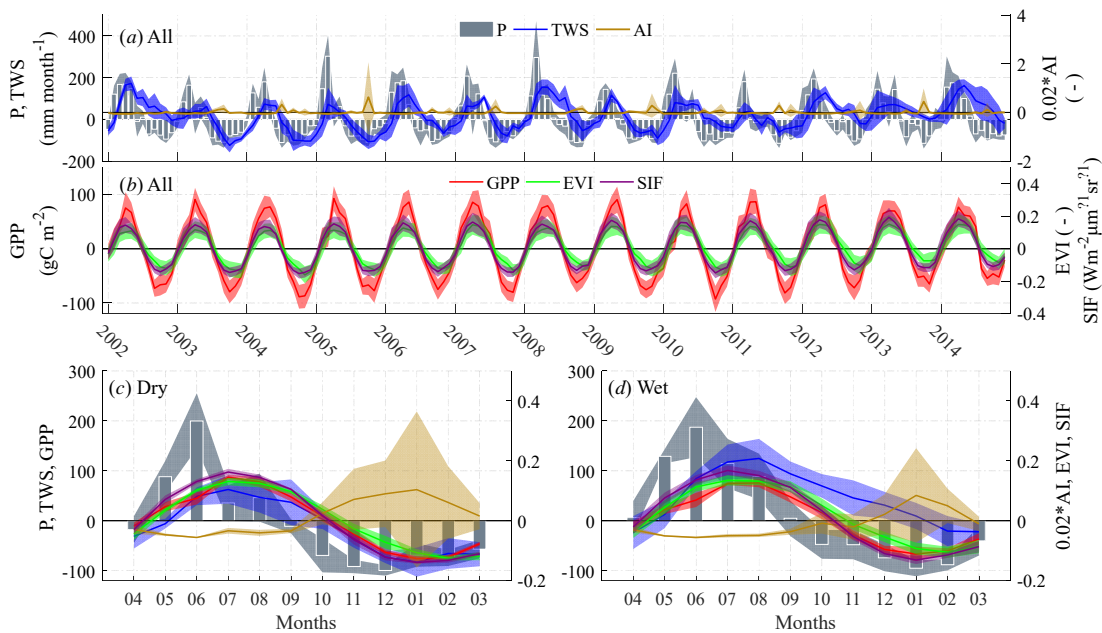 (a) All
P TWS AI
400
200
0
-200
P, TWS
(mm month-1)
4
2
0
-2
0.02*AI
( - )
(b) All
GPP EVI SIF
100
0
-100
GPP
(gC m-2)
0.4
0.2
0
-0.2
-0.4
EVI ( - )
SIF (Wm-2 μm?1sr?1)
2002 2003 2004 2005 2006 2007 2008 2009 2010 2011 2012 2013 2014
(c) Dry
300
200
100
0
-100
P, TWS, GPP
0.4
0.2
0
-0.2
04 05 06 07 08 09 10 11 12 01 02 03
Months
(d) Wet
300
200
100
0
-100
0.4
0.2
0
-0.2
0.02* AI, EVI, SIF
04 05 06 07 08 09 10 11 12 01 02 03
Months